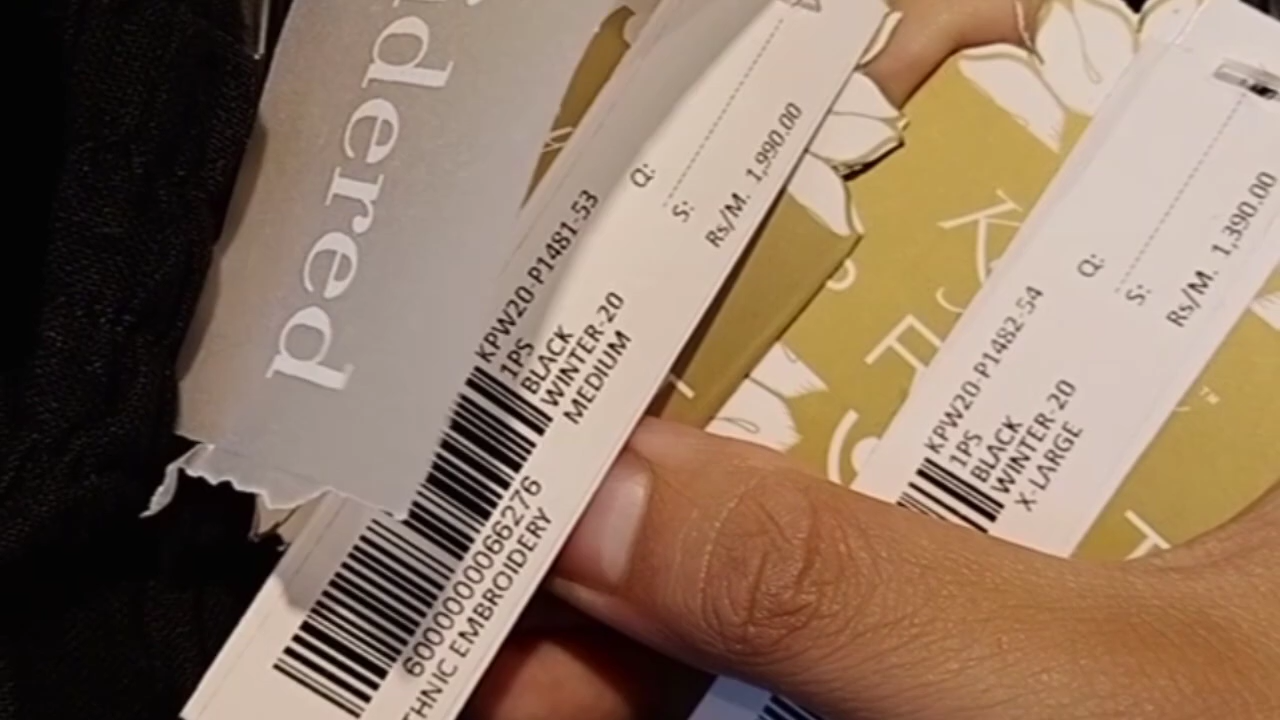 dered
Q:
S:
Rs/M. 1,990.00
KPW20-P1481-53
1PS
BLACK
WINTER-20
MEDIUM
6000000066276
THNIC EMBROIDERY
Q:
S:
Rs/M. 1,390.00
KPW20-P1482-54
1PS
BLACK
WINTER-20
X-LARGE
TM